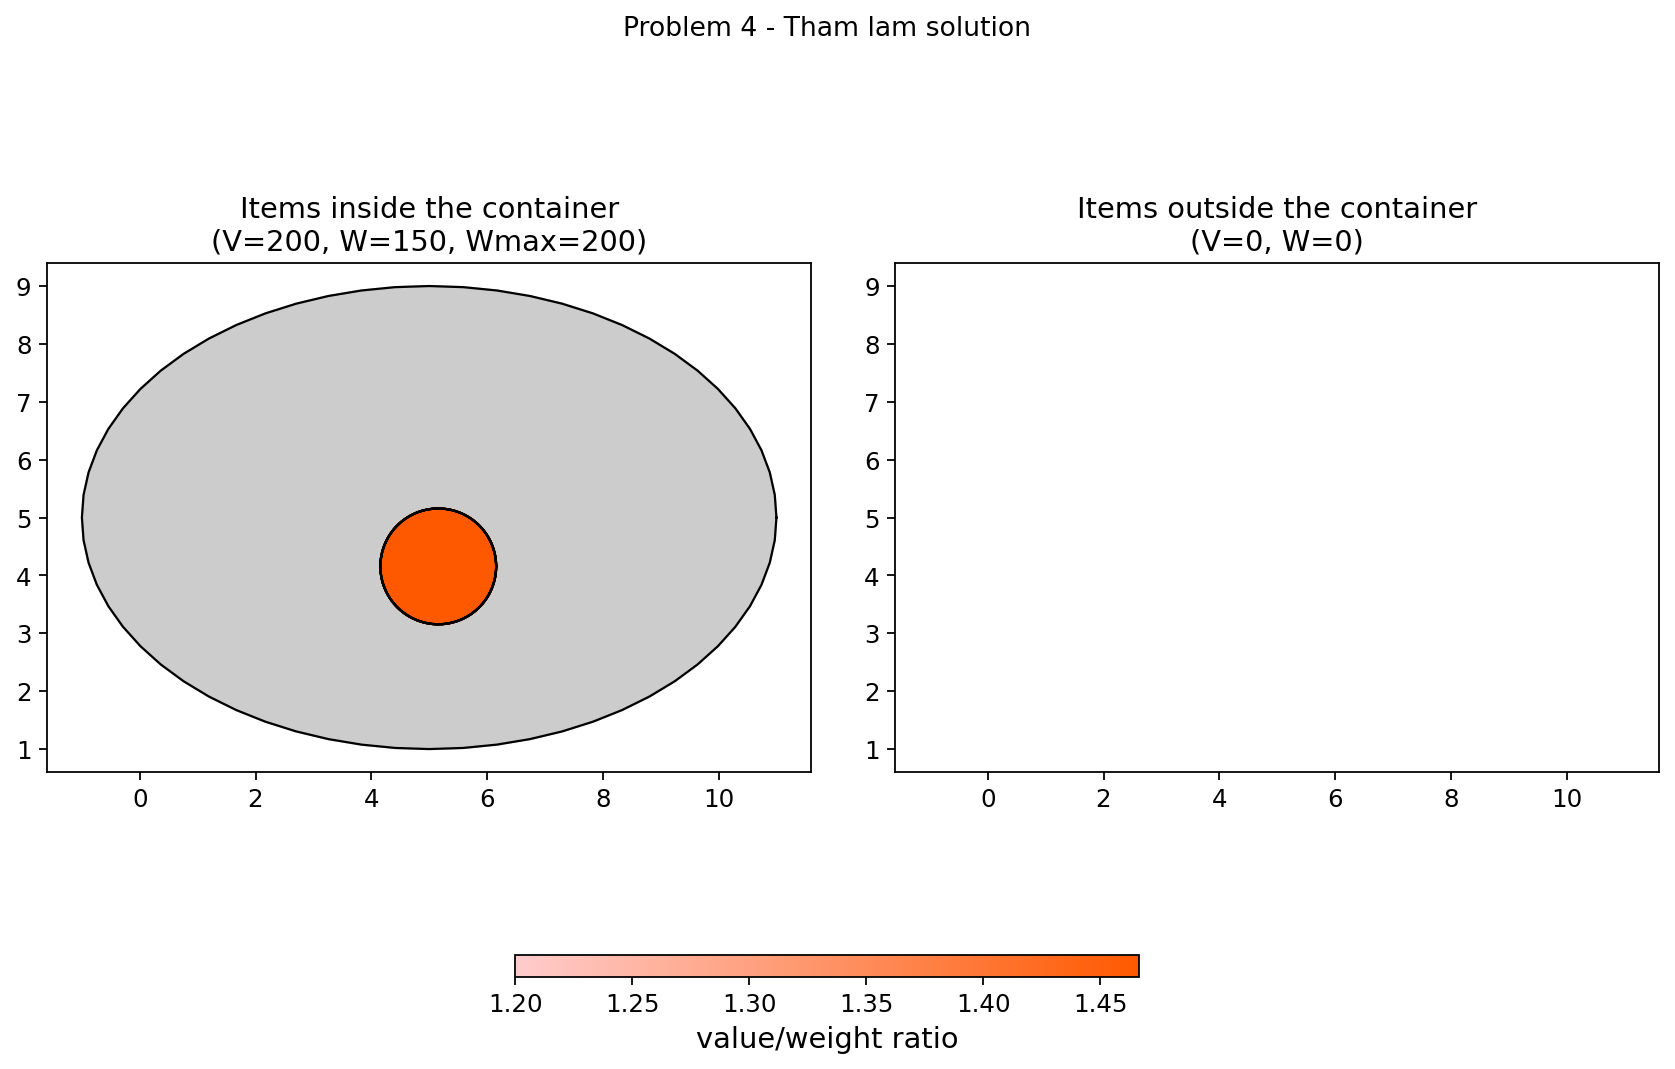 Problem 4 - Tham lam solution
Items inside the container
(V=200, W=150, Wmax=200)
9
8
7
6
5
4
3
2
1
0 2 4 6 8 10
Items outside the container
(V=0, W=0)
9
8
7
6
5
4
3
2
1
0 2 4 6 8 10
1.20 1.25 1.30 1.35 1.40 1.45
value/weight ratio